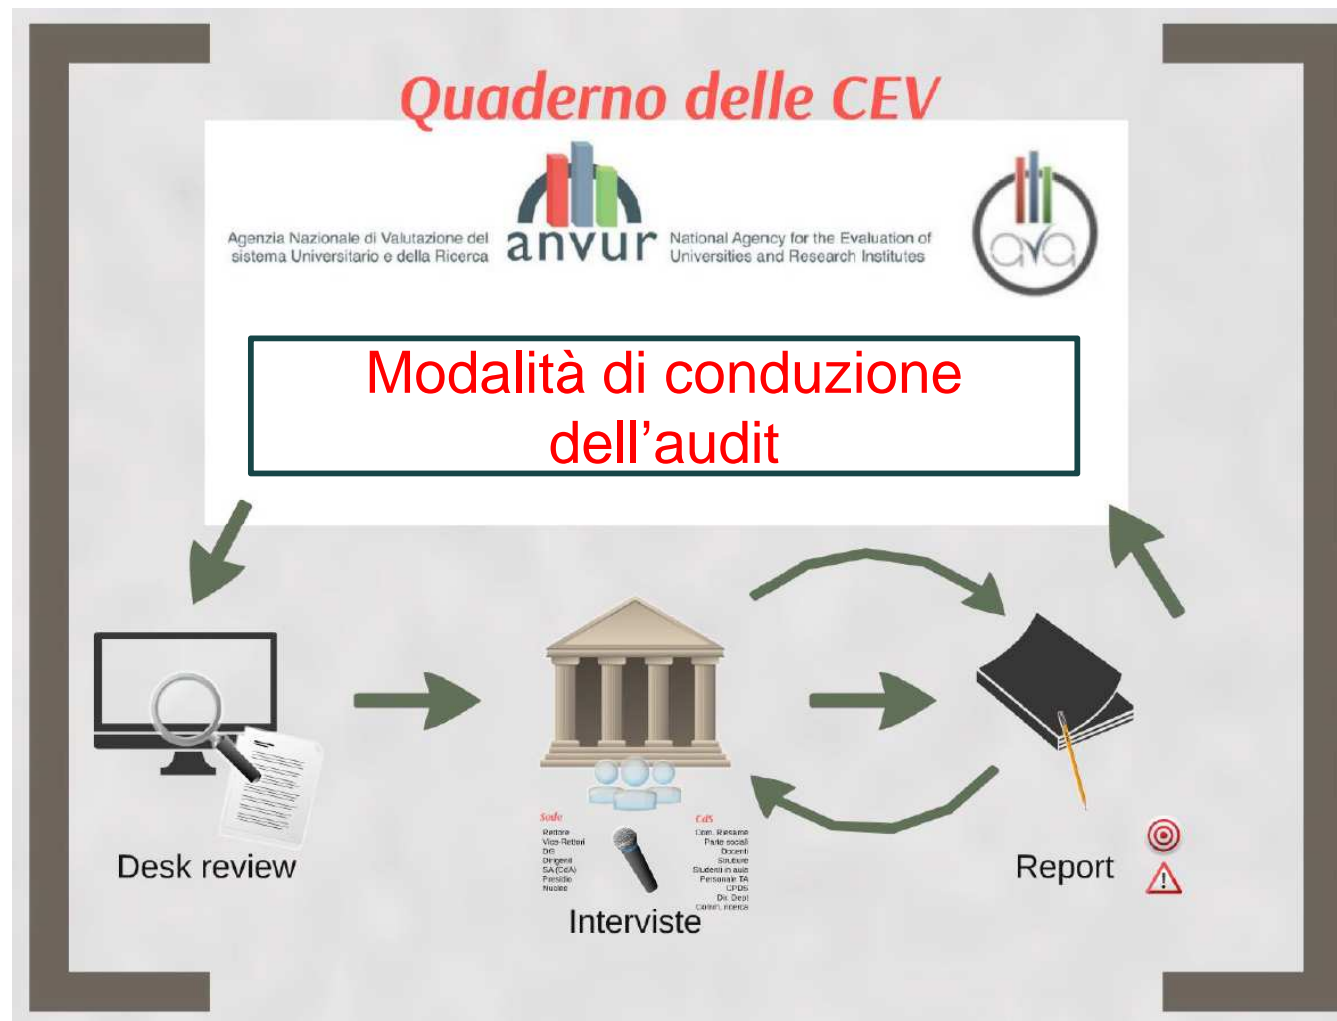 Quaderno delle CEV
Agenzia Nazionale di Valutazione del
sistema Universitario e della Ricerca
anvur
National Agency for the Evaluation of
Universities and Research Institutes
ava
Modalità di conduzione
dell’audit
Desk review
Sede
Rettore
Vice-Rettori
DG
Dirigenti
SA (CdA)
Presidio
Nucleo
CdS
Com. Riesame
Parte sociali
Docenti
Strutture
Studenti in aula
Personale TA
CPDS
Dir. Dept
Comm. ricerca
Interviste
Report